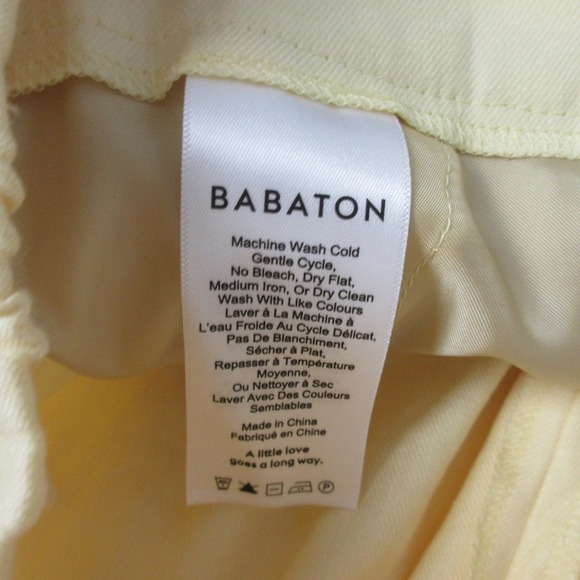 BABATON
Machine Wash Cold
Gentle Cycle,
No Bleach, Dry Flat,
Medium Iron, Or Dry Clean
Wash With Like Colours
Laver à La Machine à
L'eau Froide Au Cycle Délicat,
Pas De Blanchiment,
Sécher à Plat,
Repasser à Température
Moyenne,
Ou Nettoyer à Sec
Laver Avec Des Couleurs
Semblables
Made in China
Fabriqué en Chine
A little love
goes a long way.
P